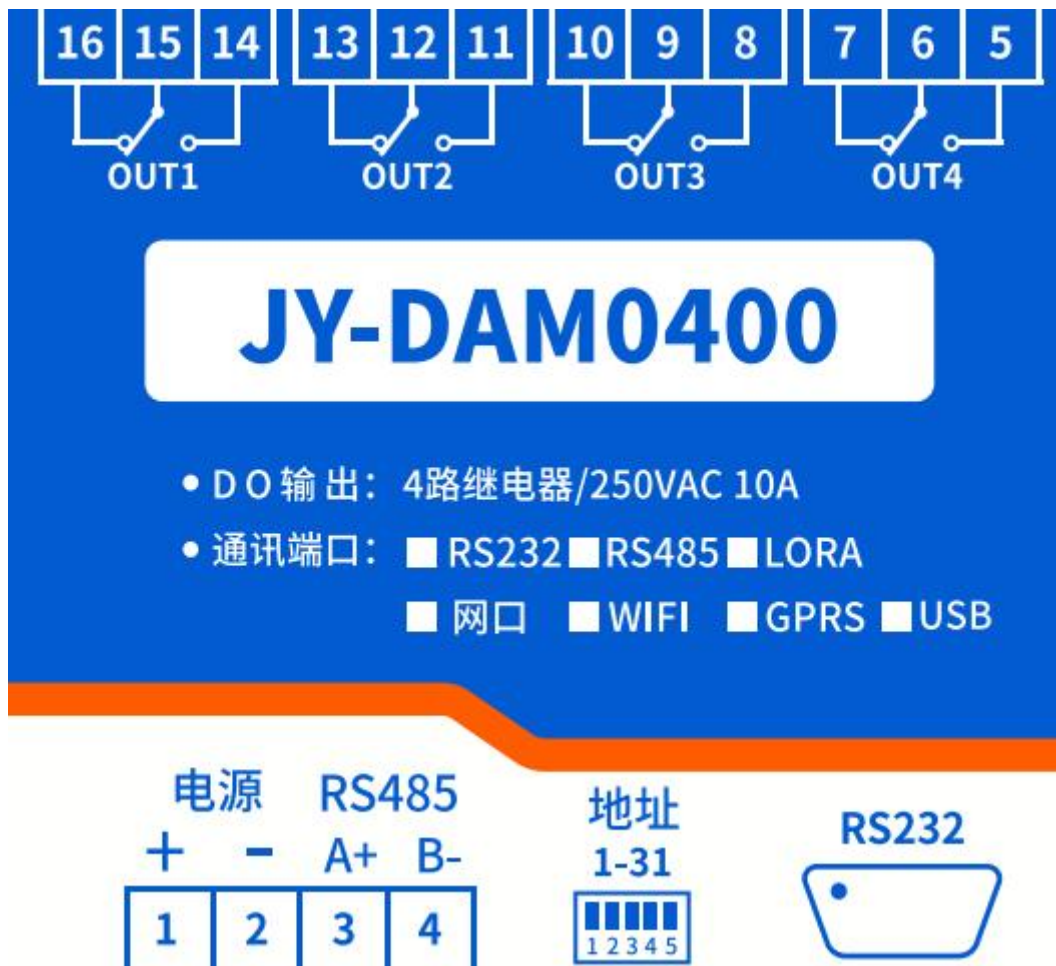 16 15 14 13 12 11 10 9 8 7 6 5
OUT1 OUT2 OUT3 OUT4
JY-DAM0400
• DO输出：4路继电器/250VAC 10A
• 通讯端口：■RS232■RS485■LORA
■网口 ■WIFI ■GPRS ■USB
电源 RS485
+ - A+ B-
1 2 3 4
地址
1-31
1 2 3 4 5
RS232